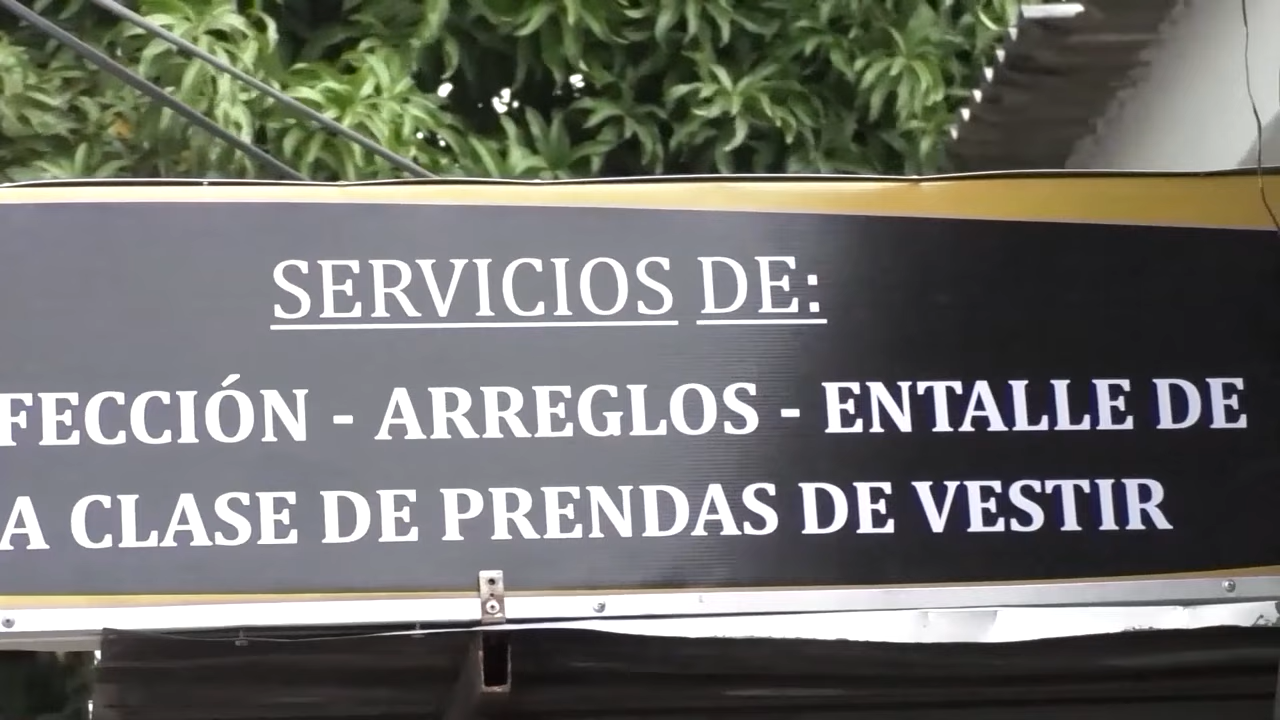 SERVICIOS DE:
FECCIÓN - ARREGLOS - ENTALLE DE
A CLASE DE PRENDAS DE VESTIR